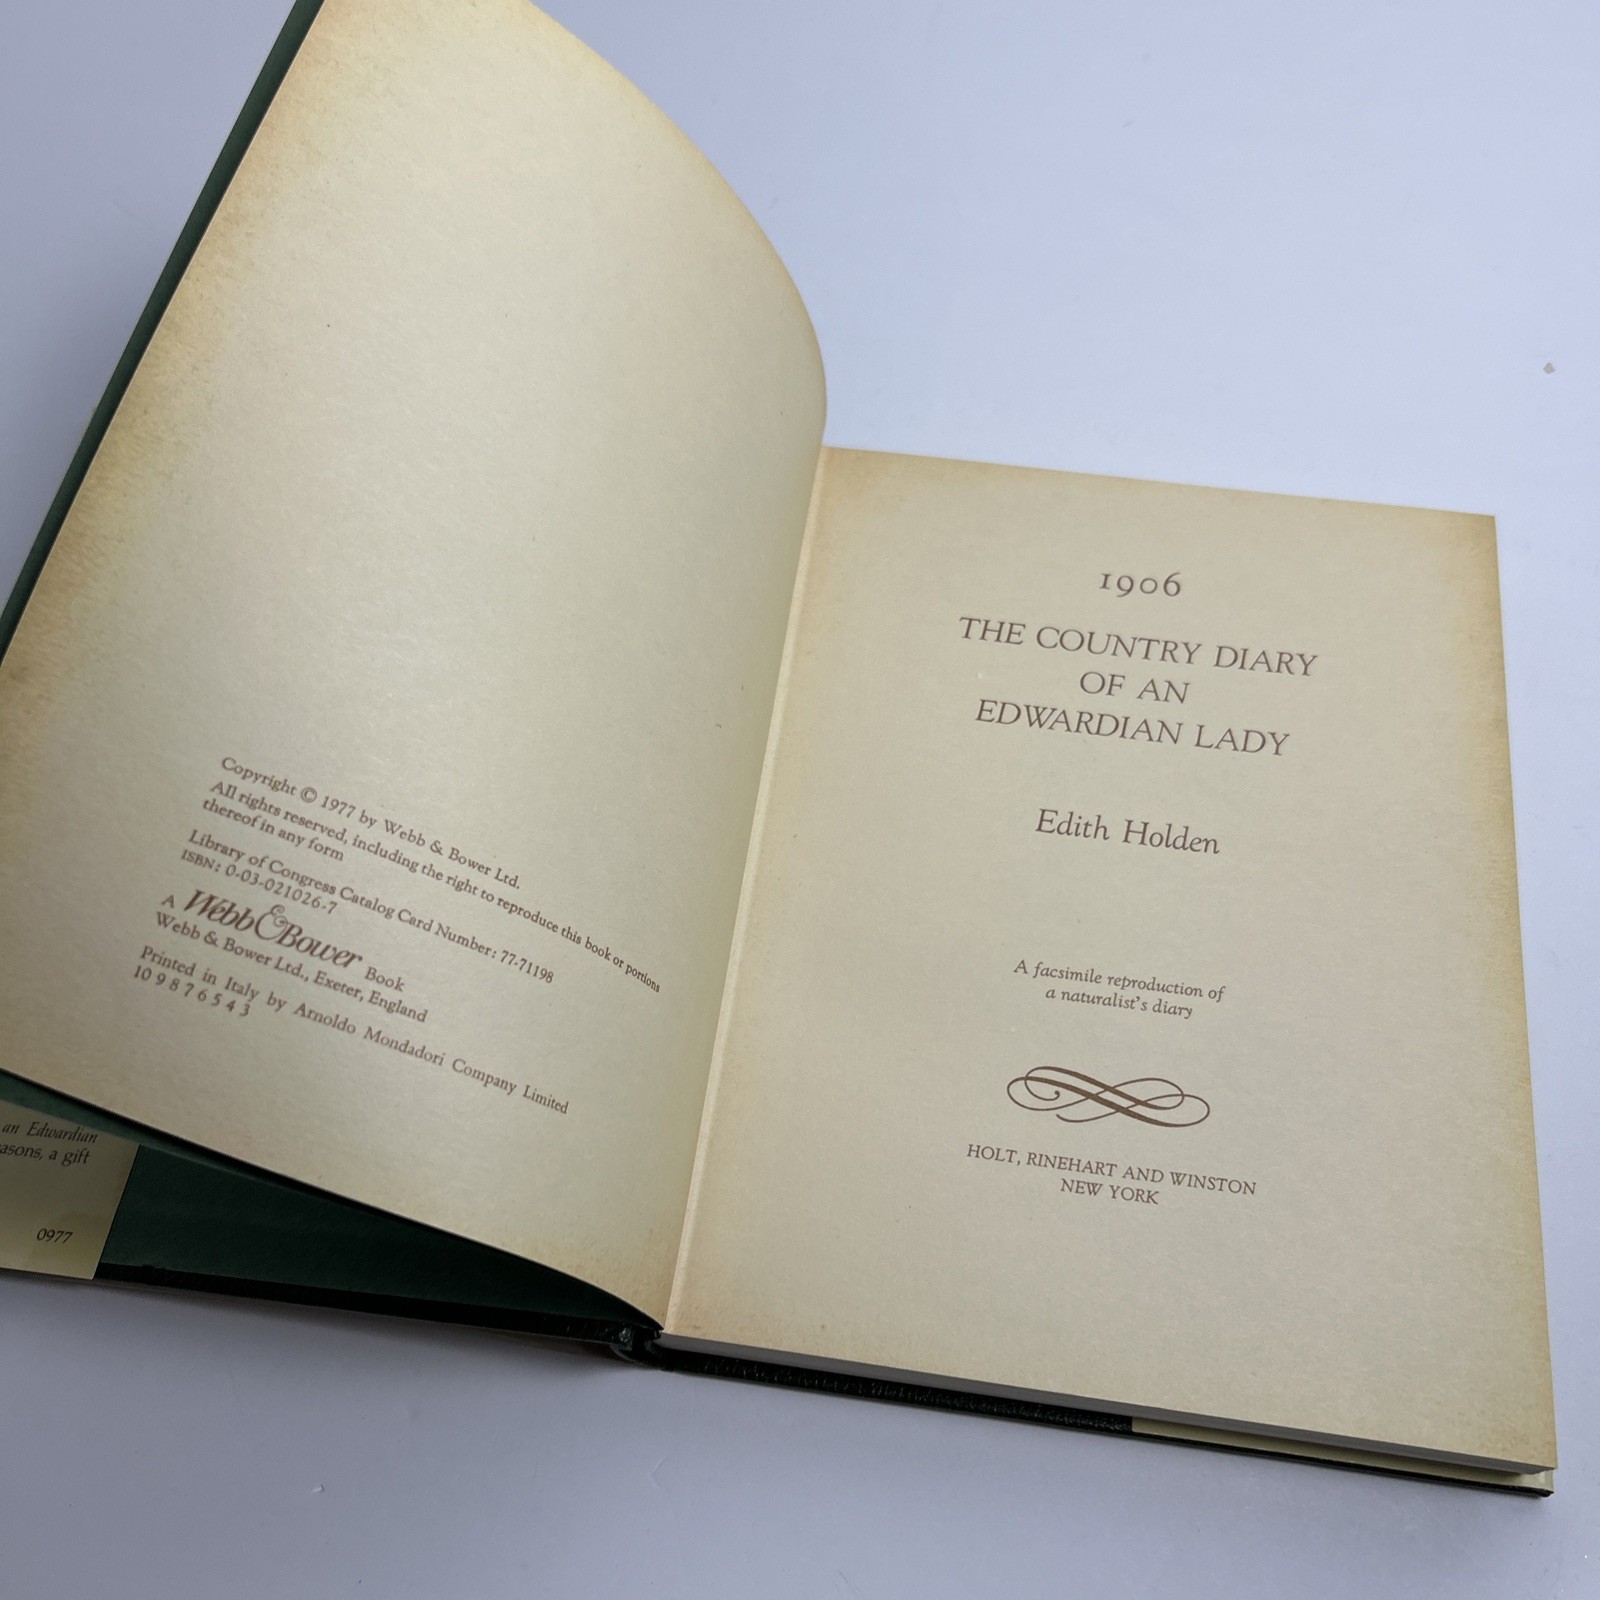 Copyright © 1977 by Webb & Bower Ltd.
All rights reserved, including the right to reproduce this book or portions
thereof in any form
Library of Congress Catalog Card Number: 77-71198
ISBN: 0-03-021026-7
A Webb & Bower Book
Webb & Bower Ltd., Exeter, England
Printed in Italy by Arnoldo Mondadori Company Limited
10 9 8 7 6 5 4 3
an Edwardian
asons, a gift
0977
1906
THE COUNTRY DIARY
OF AN
EDWARDIAN LADY
Edith Holden
A facsimile reproduction of
a naturalist's diary
HOLT, RINEHART AND WINSTON
NEW YORK